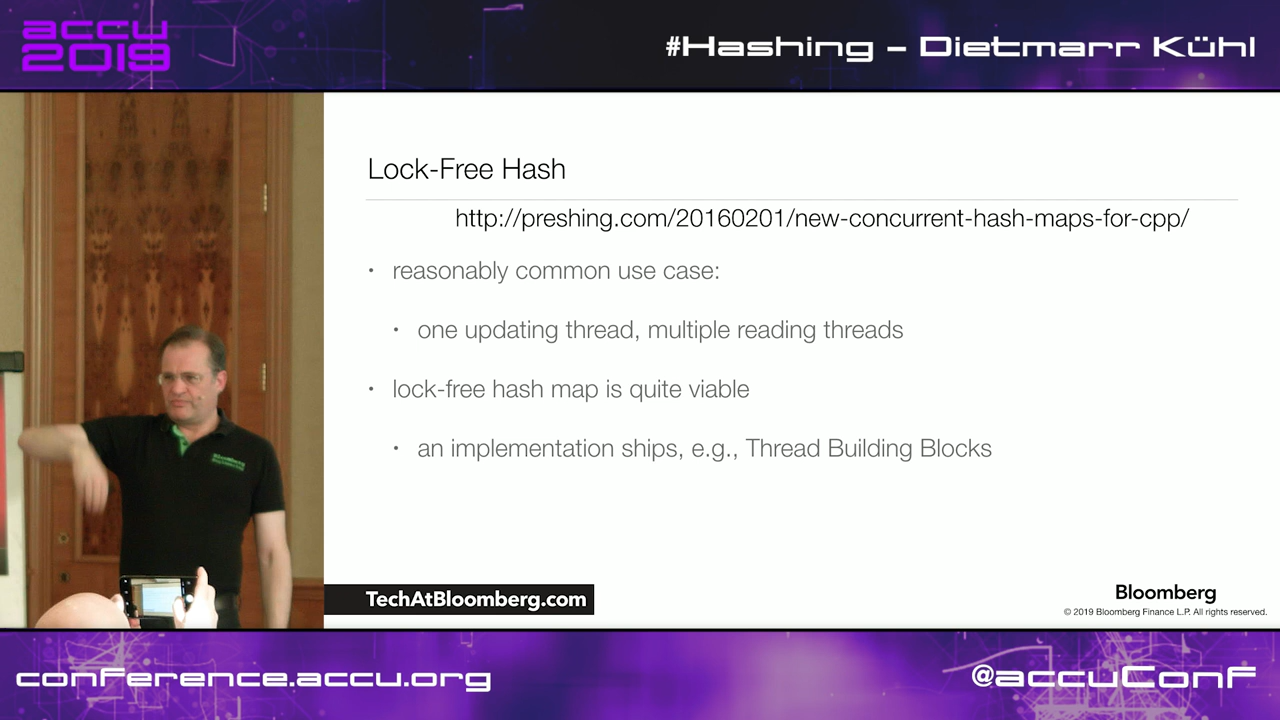 accu
2019
#Hashing – Dietmarr Kühl
Lock-Free Hash
http://preshing.com/20160201/new-concurrent-hash-maps-for-cpp/
• reasonably common use case:
• one updating thread, multiple reading threads
• lock-free hash map is quite viable
• an implementation ships, e.g., Thread Building Blocks
Bloomberg
TechAtBloomberg.com
Bloomberg
© 2019 Bloomberg Finance L.P. All rights reserved.
conference.accu.org
@accuConf